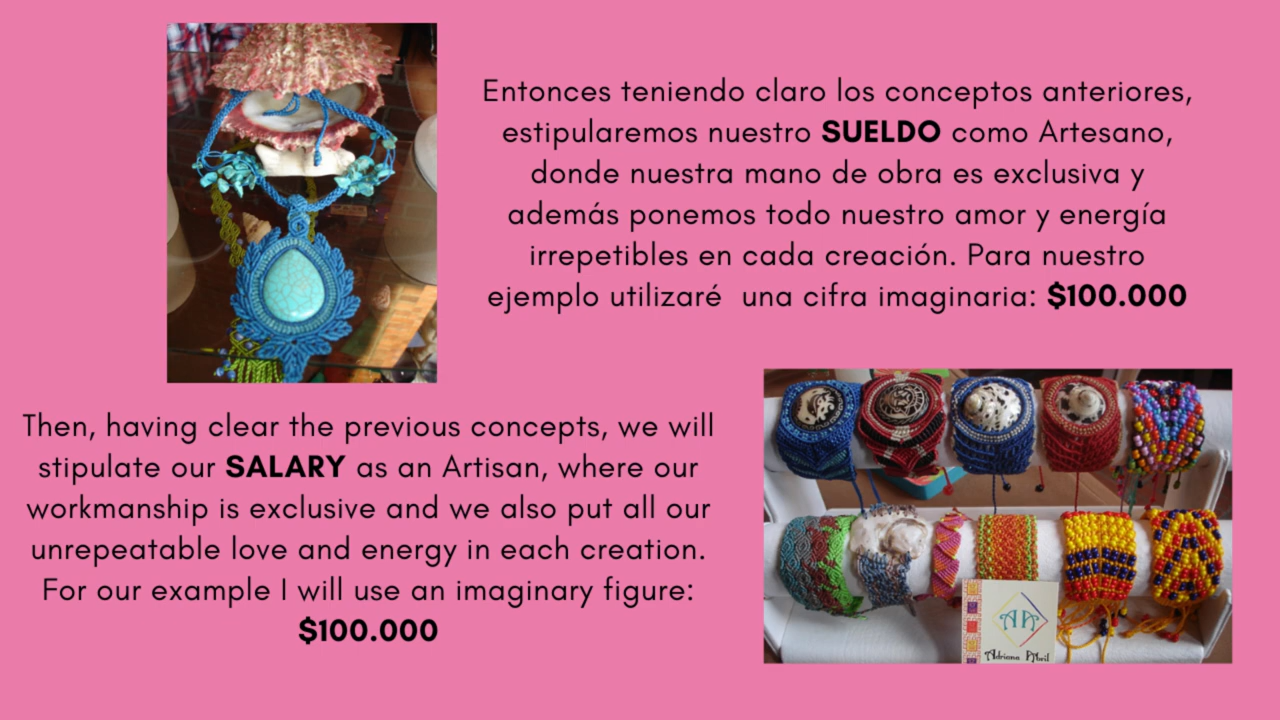 Entonces teniendo claro los conceptos anteriores,
estipularemos nuestro SUELDO como Artesano,
donde nuestra mano de obra es exclusiva y
además ponemos todo nuestro amor y energía
irrepetibles en cada creación. Para nuestro
ejemplo utilizaré una cifra imaginaria: $100.000
Then, having clear the previous concepts, we will
stipulate our SALARY as an Artisan, where our
workmanship is exclusive and we also put all our
unrepeatable love and energy in each creation.
For our example I will use an imaginary figure:
$100.000
AA
Adriana Abril